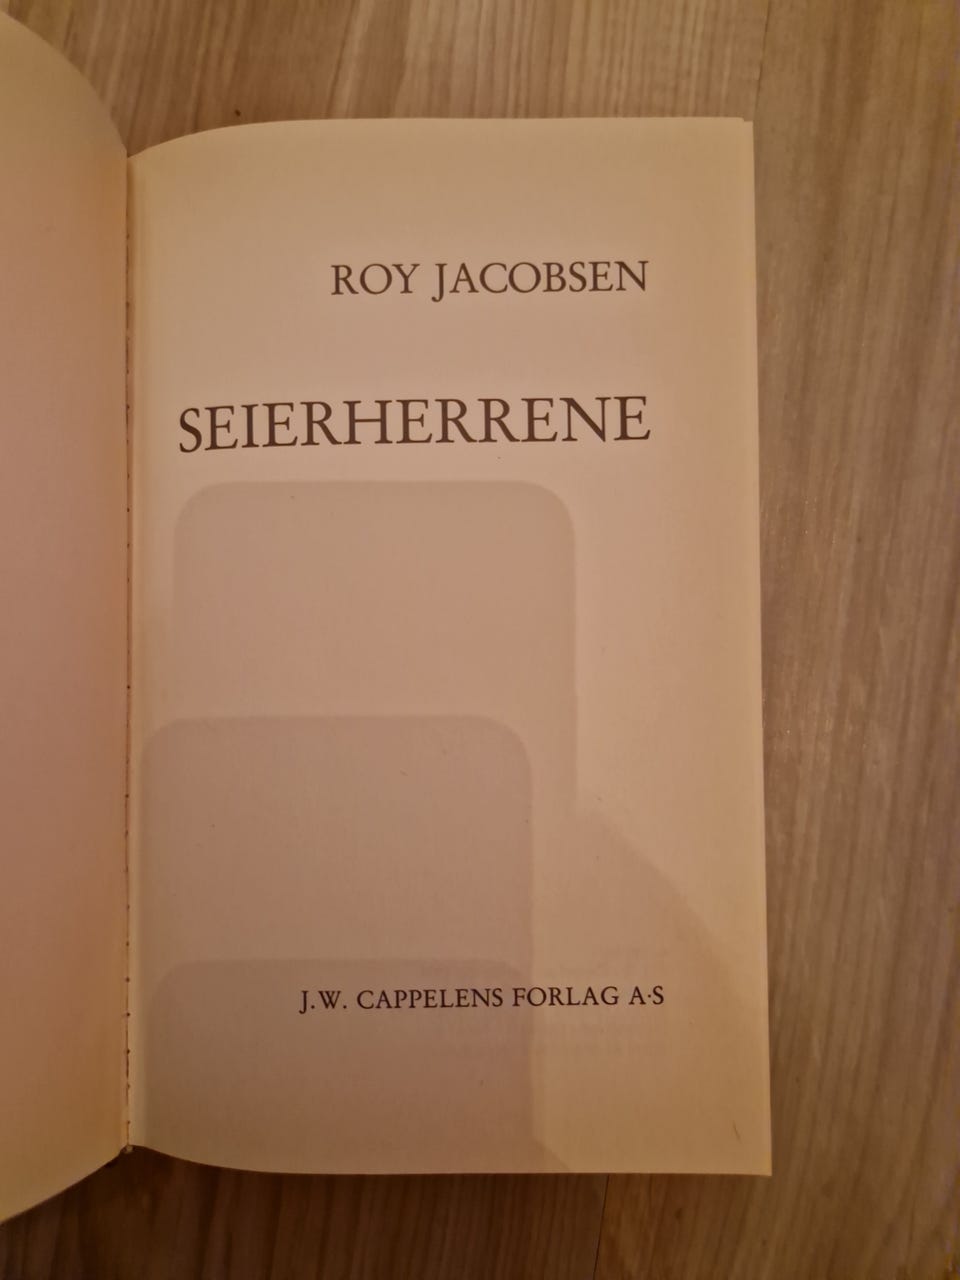 ROY JACOBSEN
SEIERHERRENE
J.W. CAPPELENS FORLAG A·S